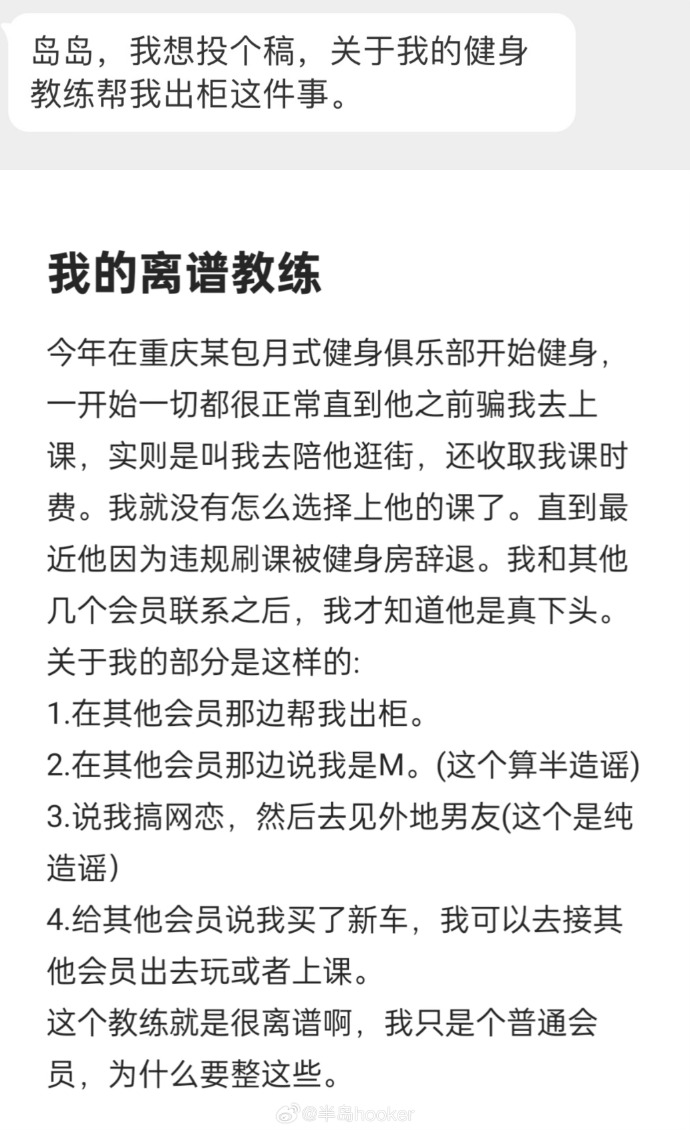 岛岛，我想投个稿，关于我的健身
教练帮我出柜这件事。
我的离谱教练
今年在重庆某包月式健身俱乐部开始健身，
一开始一切都很正常直到他之前骗我去上
课，实则是叫我去陪他逛街，还收取我课时
费。我就没有怎么选择上他的课了。直到最
近他因为违规刷课被健身房辞退。我和其他
几个会员联系之后，我才知道他是真下头。
关于我的部分是这样的:
1.在其他会员那边帮我出柜。
2.在其他会员那边说我是M。(这个算半造谣)
3.说我搞网恋，然后去见外地男友(这个是纯
造谣）
4.给其他会员说我买了新车，我可以去接其
他会员出去玩或者上课。
这个教练就是很离谱啊，我只是个普通会
员，为什么要整这些。
@半岛hooker